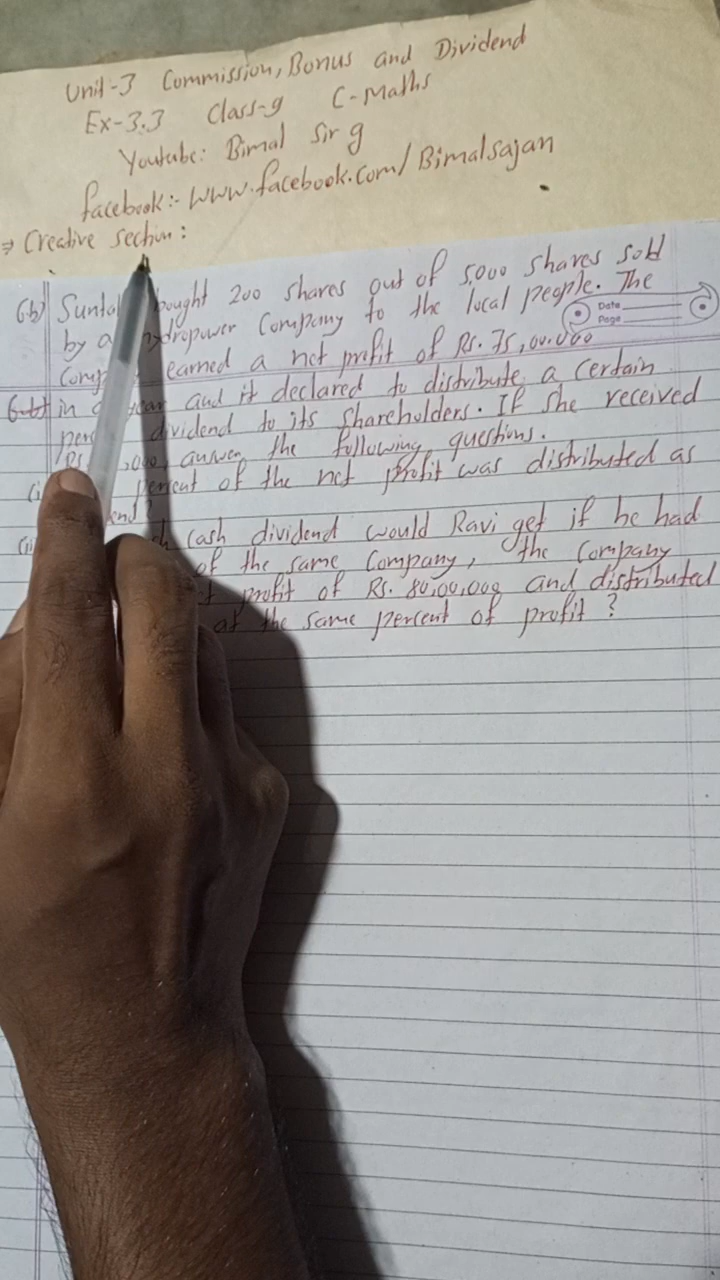 Unit-3 Commission, Bonus and Dividend
Ex-3.3 Class-9 C-Maths
Youtube: Bimal Sir g
facebook:- www.facebook.com/Bimalsajan
⇒ Creative section:
6.b) bought 200 shares out of 5,000 shares sold
by a Company to the local people. The
Date
Page
earned a net profit of Rs. 75,00,000
in and it declared to distribute a certain
dividend to its shareholders. If she received
answer the following questions.
(i) percent of the net profit was distributed as
cash dividend would Ravi get if he had
of the same Company, the Company
profit of Rs. 80,00,000 and distributed
at the same percent of profit?